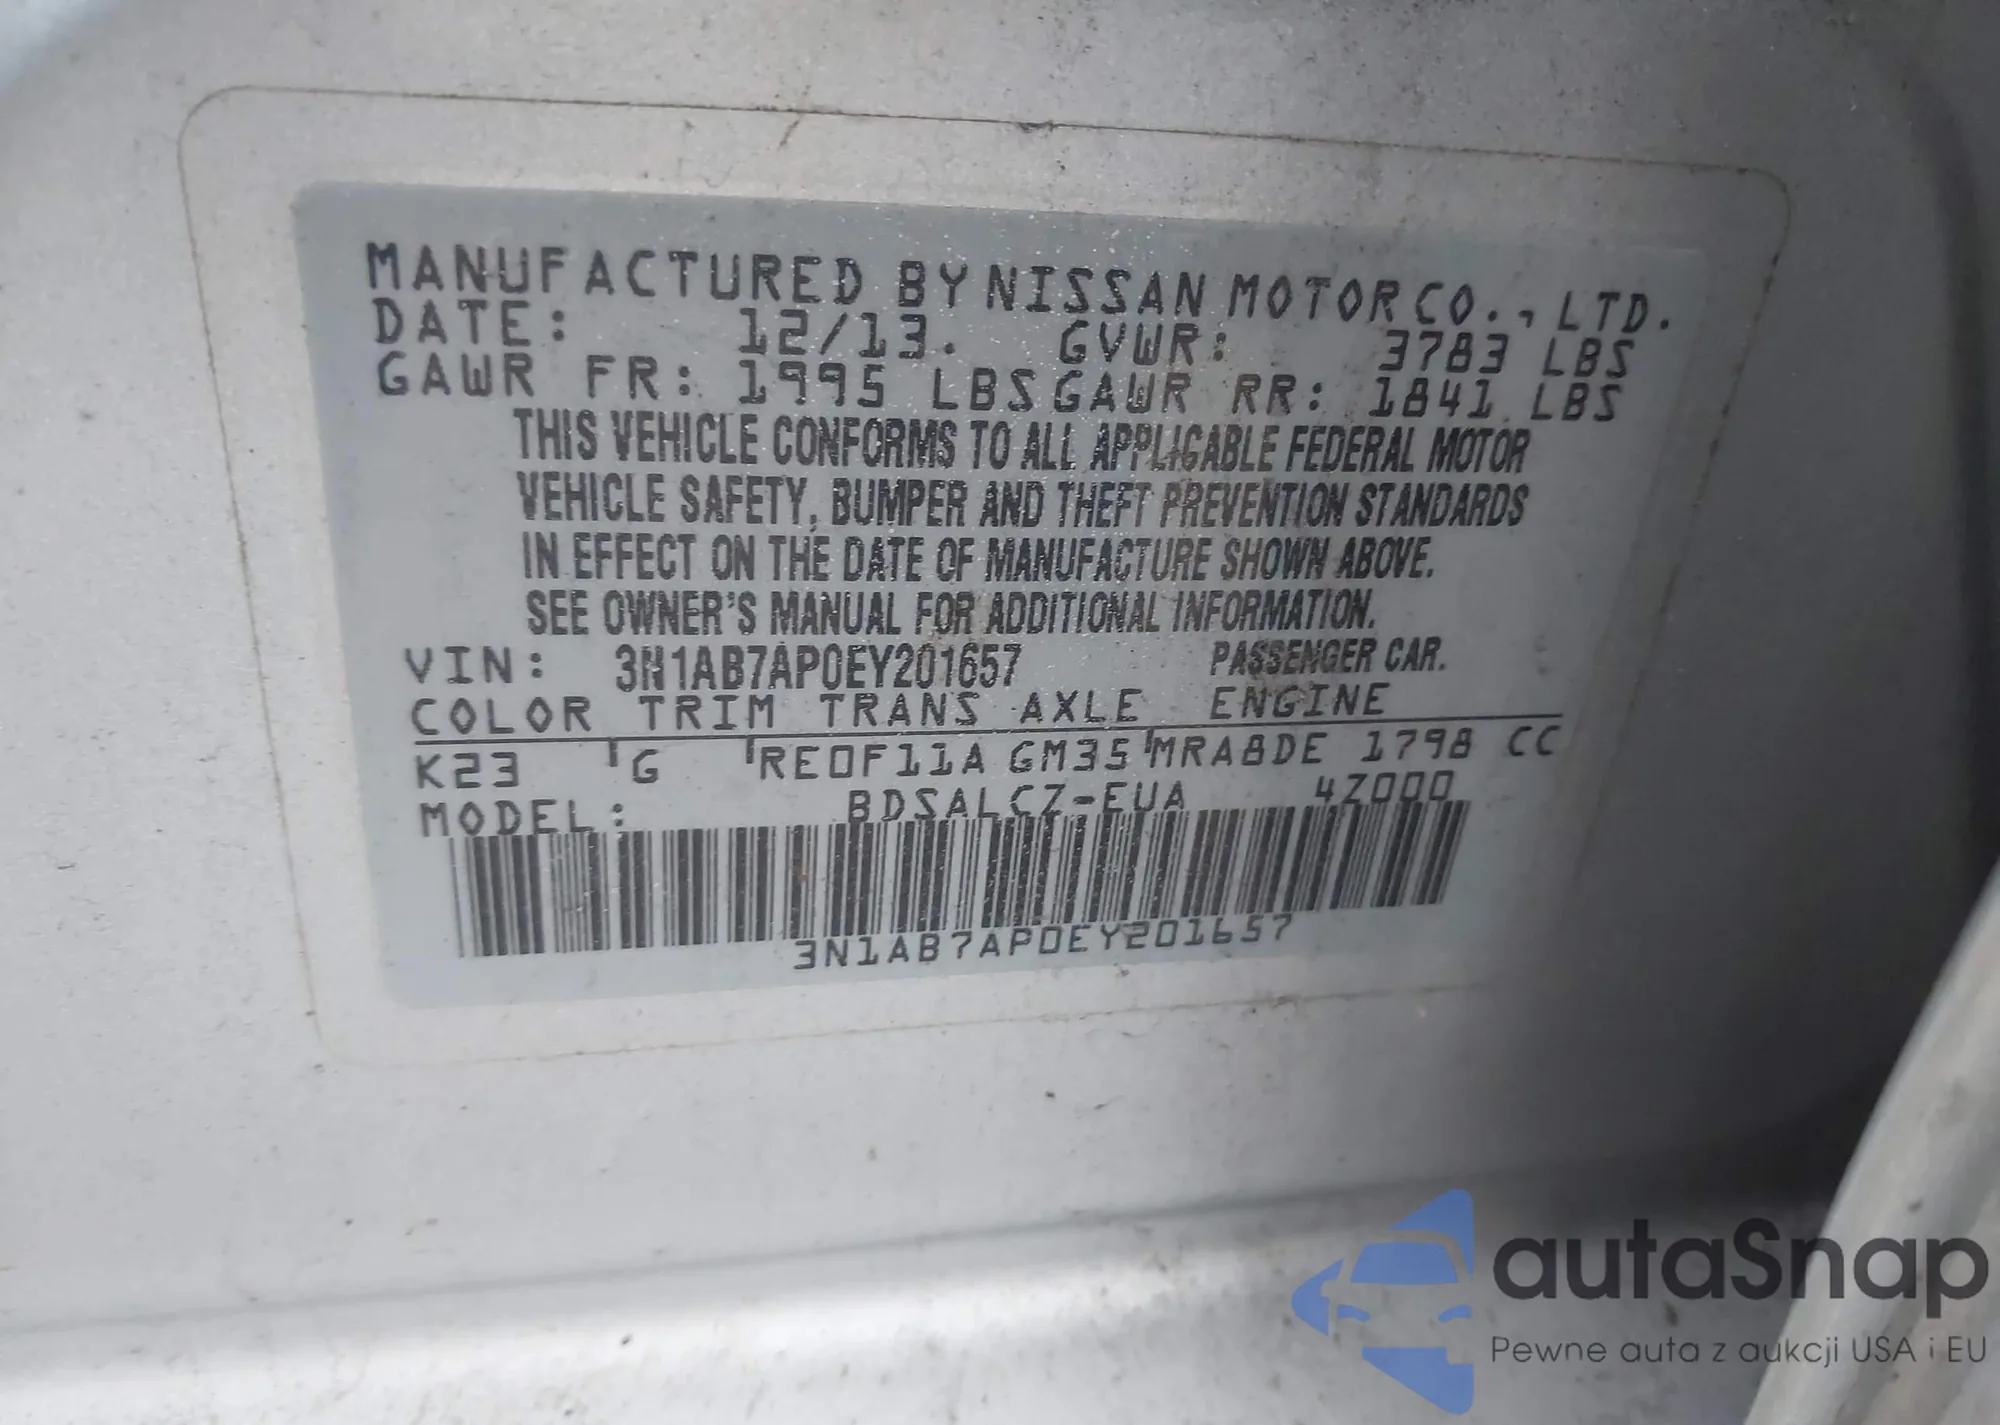 MANUFACTURED BY NISSAN MOTOR CO., LTD.
DATE: 12/13. GVWR: 3783 LBS
GAWR FR: 1995 LBS GAWR RR: 1841 LBS
THIS VEHICLE CONFORMS TO ALL APPLICABLE FEDERAL MOTOR
VEHICLE SAFETY, BUMPER AND THEFT PREVENTION STANDARDS
IN EFFECT ON THE DATE OF MANUFACTURE SHOWN ABOVE.
SEE OWNER'S MANUAL FOR ADDITIONAL INFORMATION.
VIN: 3N1AB7AP0EY201657 PASSENGER CAR.
COLOR TRIM TRANS AXLE ENGINE
K23 G RE0F11A GM35 MRA8DE 1798 CC
MODEL: BDSALCZ-EUA 4Z000
3N1AB7AP0EY201657
autaSnap
Pewne auta z aukcji USA i EU